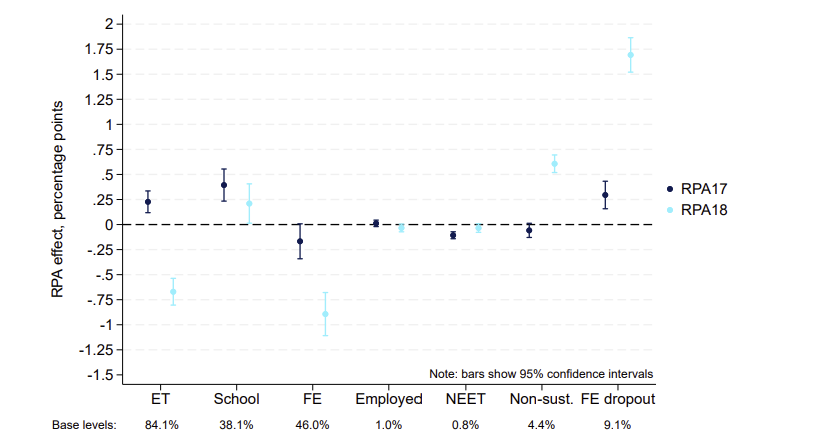 RPA effect, percentage points
2
1.75
1.5
1.25
1
.75
.5
.25
0
-.25
-.5
-.75
-1
-1.25
-1.5
RPA17
RPA18
Note: bars show 95% confidence intervals
ET School FE Employed NEET Non-sust. FE dropout
Base levels: 84.1% 38.1% 46.0% 1.0% 0.8% 4.4% 9.1%